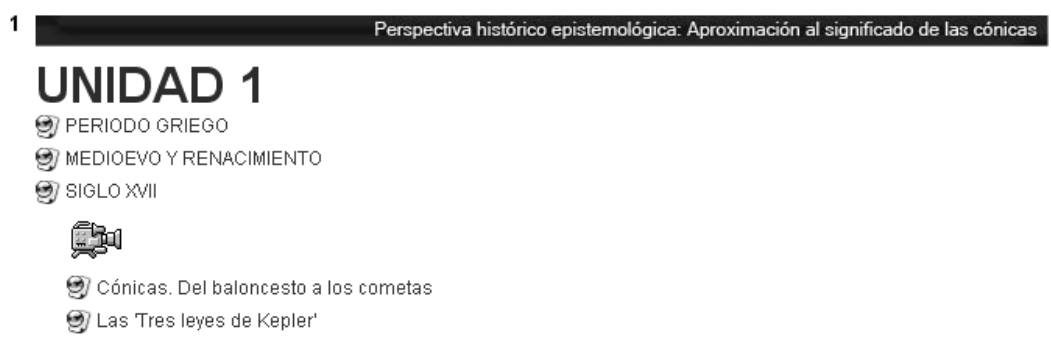 1
Perspectiva histórico epistemológica: Aproximación al significado de las cónicas
UNIDAD 1
PERIODO GRIEGO
MEDIOEVO Y RENACIMIENTO
SIGLO XVII
Cónicas. Del baloncesto a los cometas
Las 'Tres leyes de Kepler'